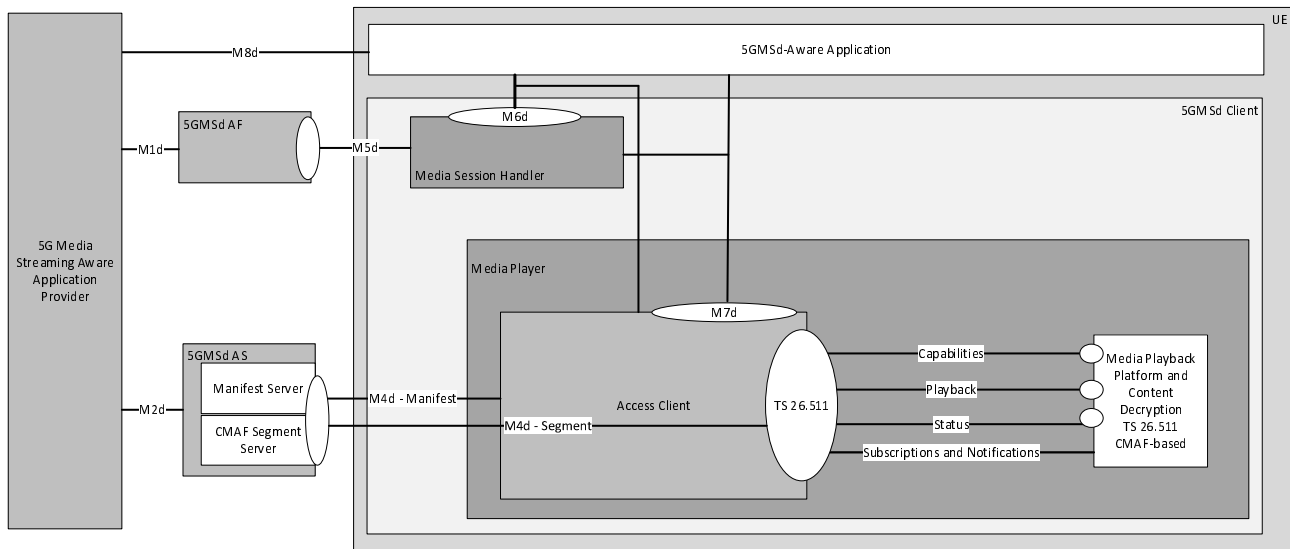 UE
M8d
5GMSd-Aware Application
5GMSd Client
5GMSd AF
M6d
M1d
M5d
Media Session Handler
5G Media
Streaming Aware
Application
Provider
Media Player
M7d
5GMSd AS
Manifest Server
CMAF Segment
Server
M2d
M4d - Manifest
M4d - Segment
Access Client
TS 26.511
Capabilities
Playback
Status
Subscriptions and Notifications
Media Playback
Platform and
Content
Decryption
TS 26.511
CMAF-based